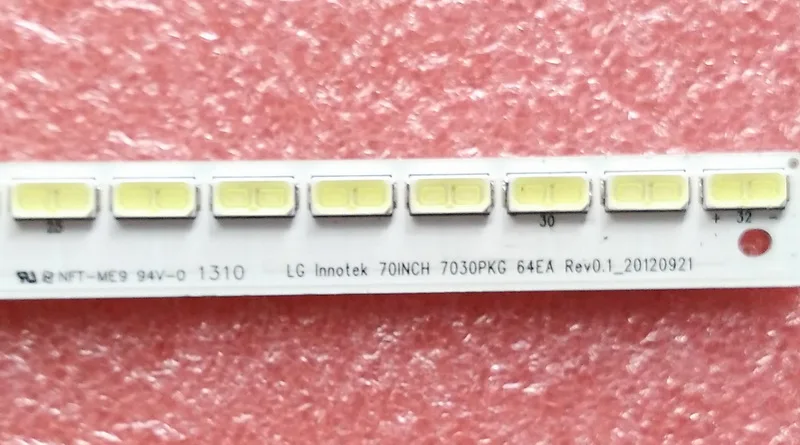 25 30 + 32 -
NFT-ME9 94V-0 1310 LG Innotek 70INCH 7030PKG 64EA Rev0.1_20120921